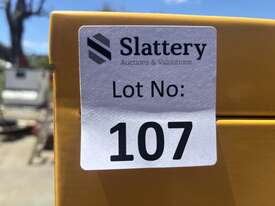 Slattery
Auctions & Valuations
Lot No:
107